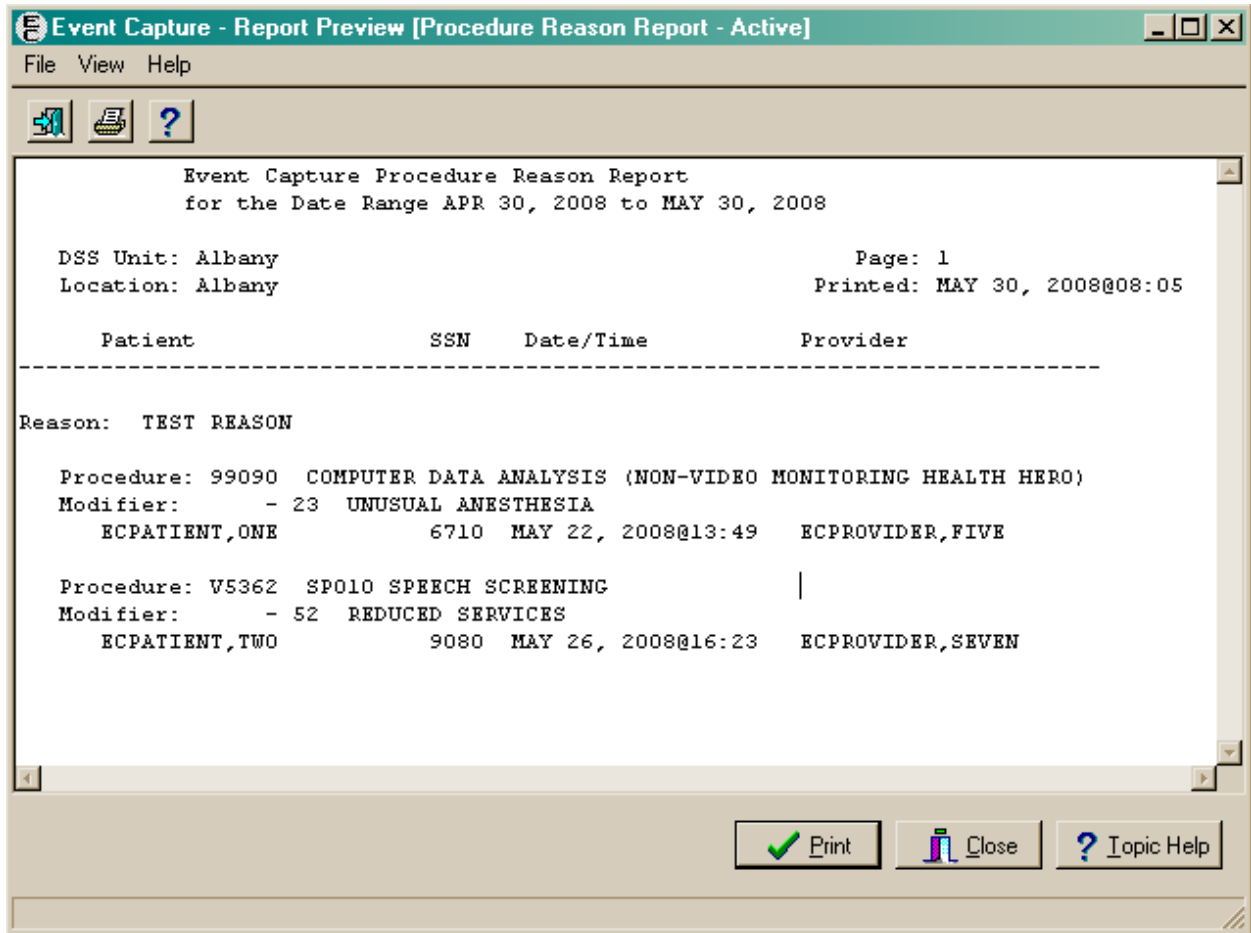 Event Capture - Report Preview [Procedure Reason Report - Active]
File View Help
Event Capture Procedure Reason Report
for the Date Range APR 30, 2008 to MAY 30, 2008
DSS Unit: Albany Page: 1
Location: Albany Printed: MAY 30, 2008@08:05
Patient SSN Date/Time Provider
-------------------------------------------------------------------------------
Reason: TEST REASON
Procedure: 99090 COMPUTER DATA ANALYSIS (NON-VIDEO MONITORING HEALTH HERO)
Modifier: - 23 UNUSUAL ANESTHESIA
ECPATIENT,ONE 6710 MAY 22, 2008@13:49 ECPROVIDER,FIVE
Procedure: V5362 SP010 SPEECH SCREENING
Modifier: - 52 REDUCED SERVICES
ECPATIENT,TWO 9080 MAY 26, 2008@16:23 ECPROVIDER,SEVEN
Print Close ? Topic Help